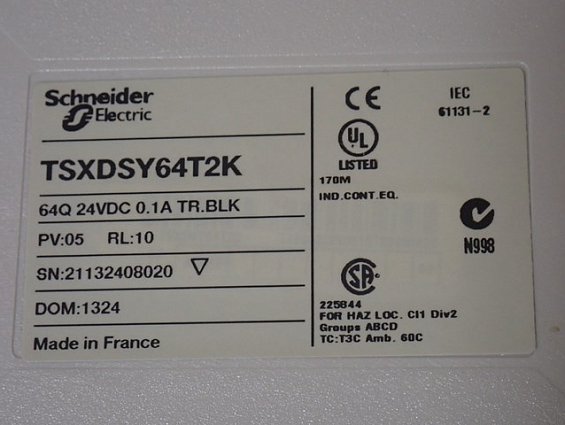 Schneider
Electric
TSXDSY64T2K
64Q 24VDC 0.1A TR.BLK
PV:05 RL:10
SN:21132408020
DOM:1324
Made in France
CE
IEC
61131-2
UL
LISTED
170M
IND.CONT.EQ.
N998
SA
225844
FOR HAZ LOC. CI1 Div2
Groups ABCD
TC:T3C Amb. 60C